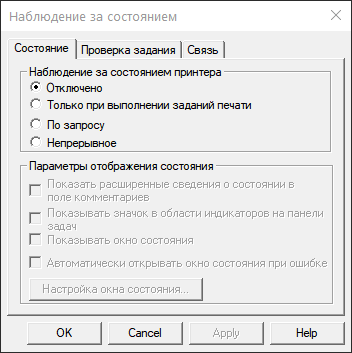 Наблюдение за состоянием
Состояние
Проверка задания
Связь
Наблюдение за состоянием принтера
Отключено
Только при выполнении заданий печати
По запросу
Непрерывное
Параметры отображения состояния
Показать расширенные сведения о состоянии в
поле комментариев
Показывать значок в области индикаторов на панели
задач
Показывать окно состояния
Автоматически открывать окно состояния при ошибке
Настройка окна состояния...
OK
Cancel
Apply
Help